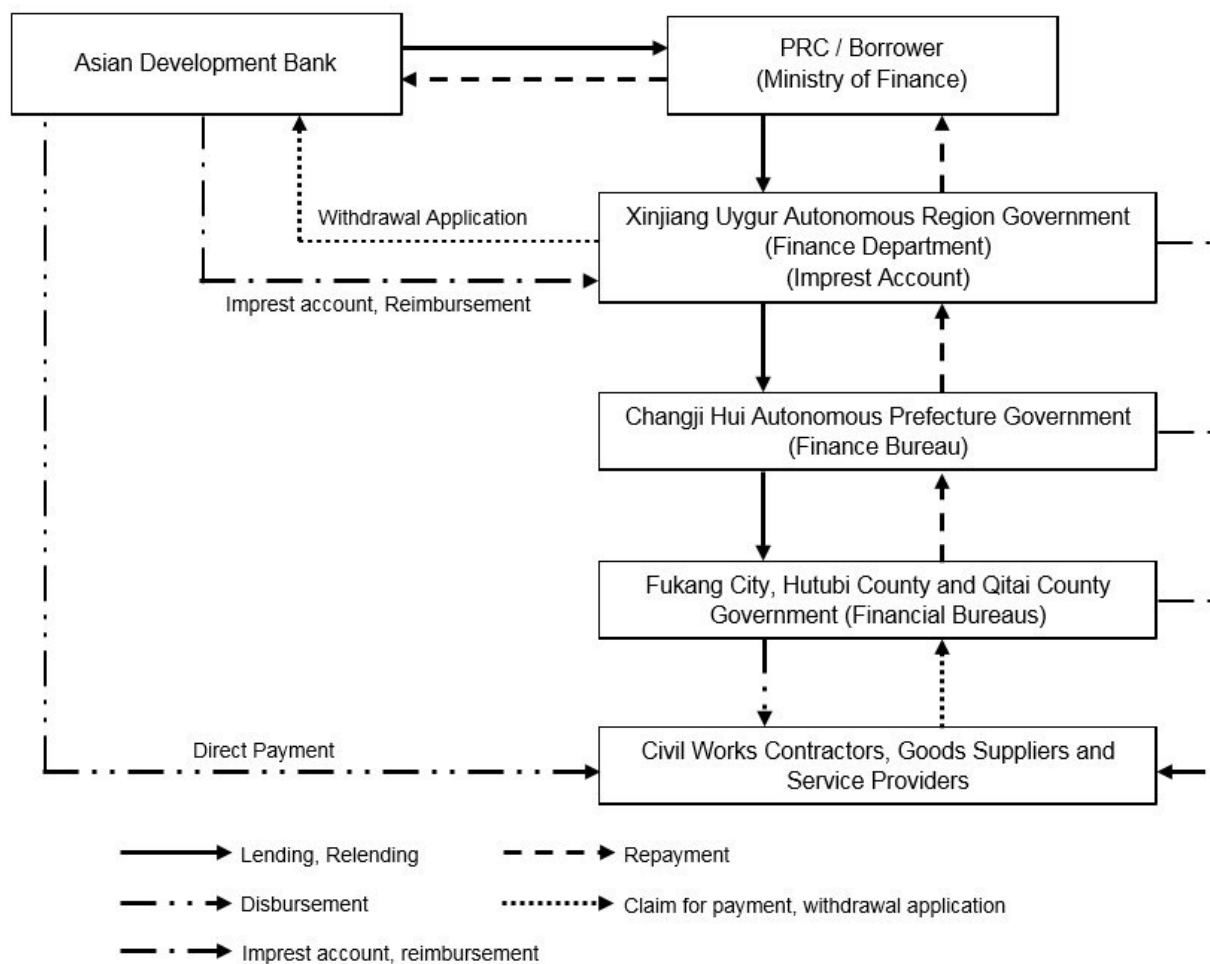 Asian Development Bank
PRC / Borrower
(Ministry of Finance)
Withdrawal Application
Xinjiang Uygur Autonomous Region Government
(Finance Department)
(Imprest Account)
Imprest account, Reimbursement
Changji Hui Autonomous Prefecture Government
(Finance Bureau)
Fukang City, Hutubi County and Qitai County
Government (Financial Bureaus)
Direct Payment
Civil Works Contractors, Goods Suppliers and
Service Providers
Lending, Relending
Repayment
Disbursement
Claim for payment, withdrawal application
Imprest account, reimbursement